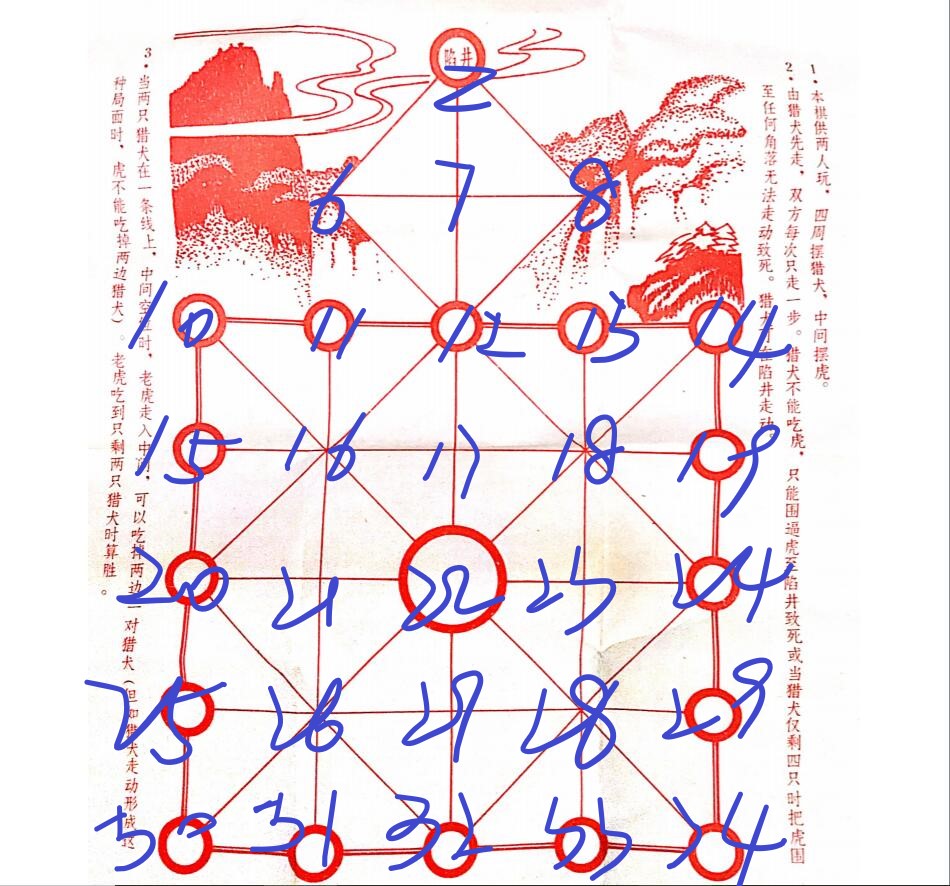 1·本棋供两人玩，四周摆猎犬，中间摆虎。
2·由猎犬先走，双方每次只走一步。猎犬不能吃虎，只能围逼虎至陷井致死或当猎犬仅剩四只时把虎围
至任何角落无法走动致死。猎犬可在陷井走动。
陷井
2
6 7 8
10 11 12 13 14
15 16 17 18 19
20 21 22 23 24
25 26 27 28 29
30 31 32 33 34
3·当两只猎犬在一条线上，中间空时，老虎走入中间，可以吃掉两边一对猎犬（但如猎犬走动形成这
种局面时，虎不能吃掉两边猎犬）。老虎吃到只剩两只猎犬时算胜。